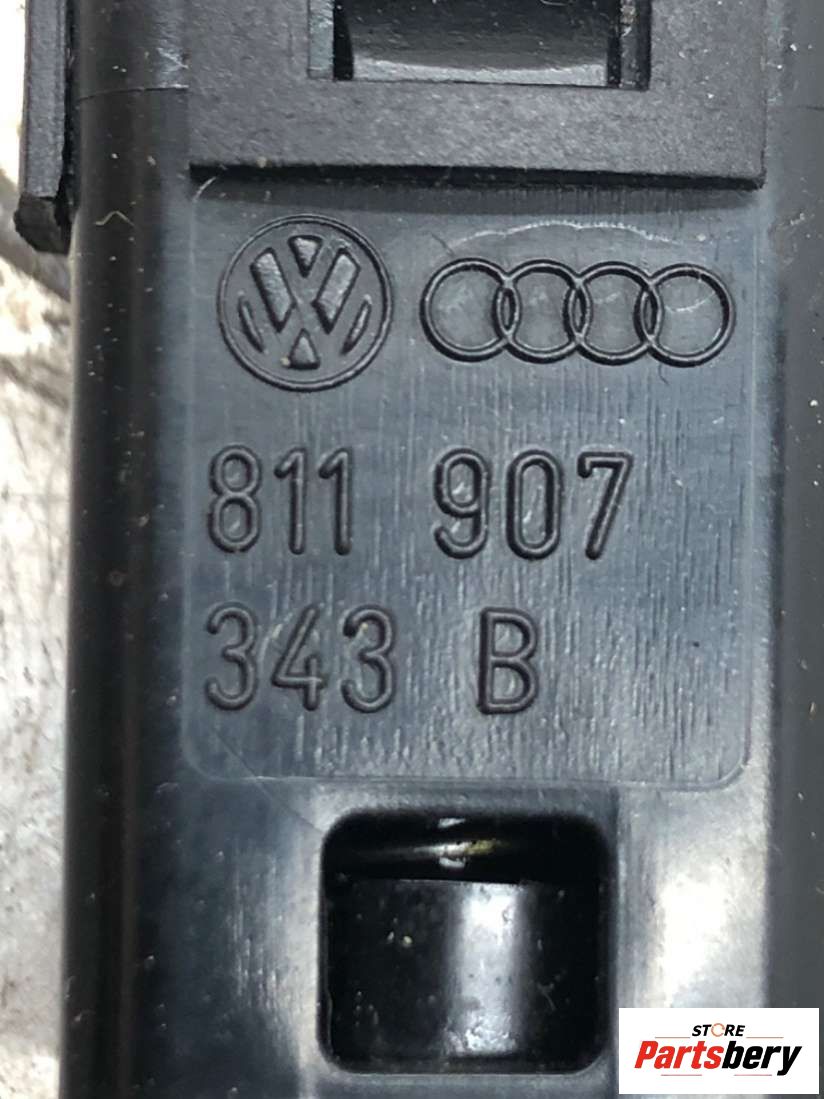 811 907
343 B
STORE
Partsbery